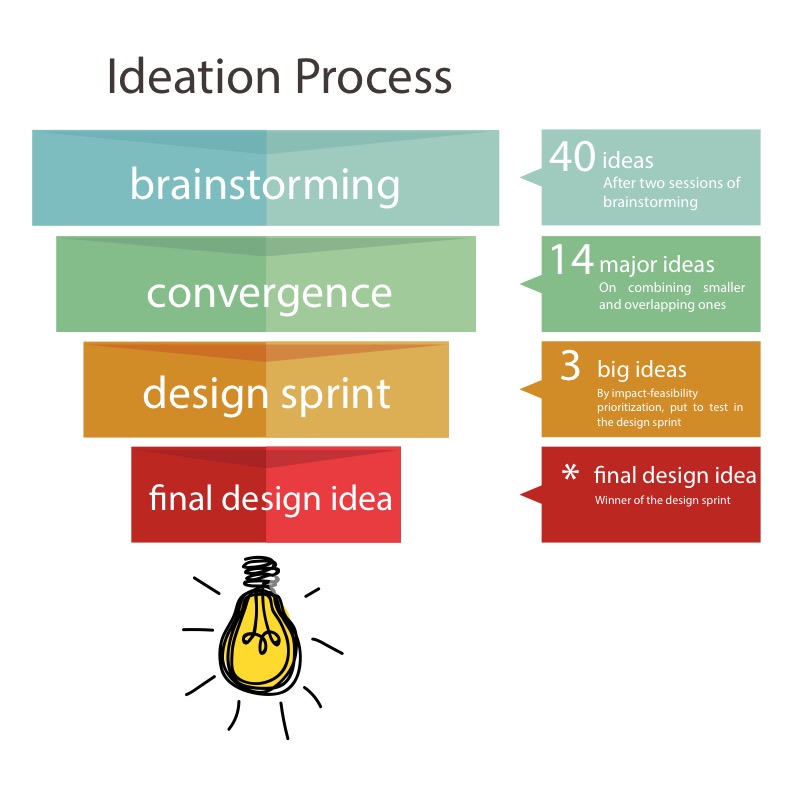 Ideation Process
brainstorming
40 ideas
After two sessions of
brainstorming
convergence
14 major ideas
On combining smaller
and overlapping ones
design sprint
3 big ideas
By impact-feasibility
prioritization, put to test in
the design sprint
final design idea
* final design idea
Winner of the design sprint